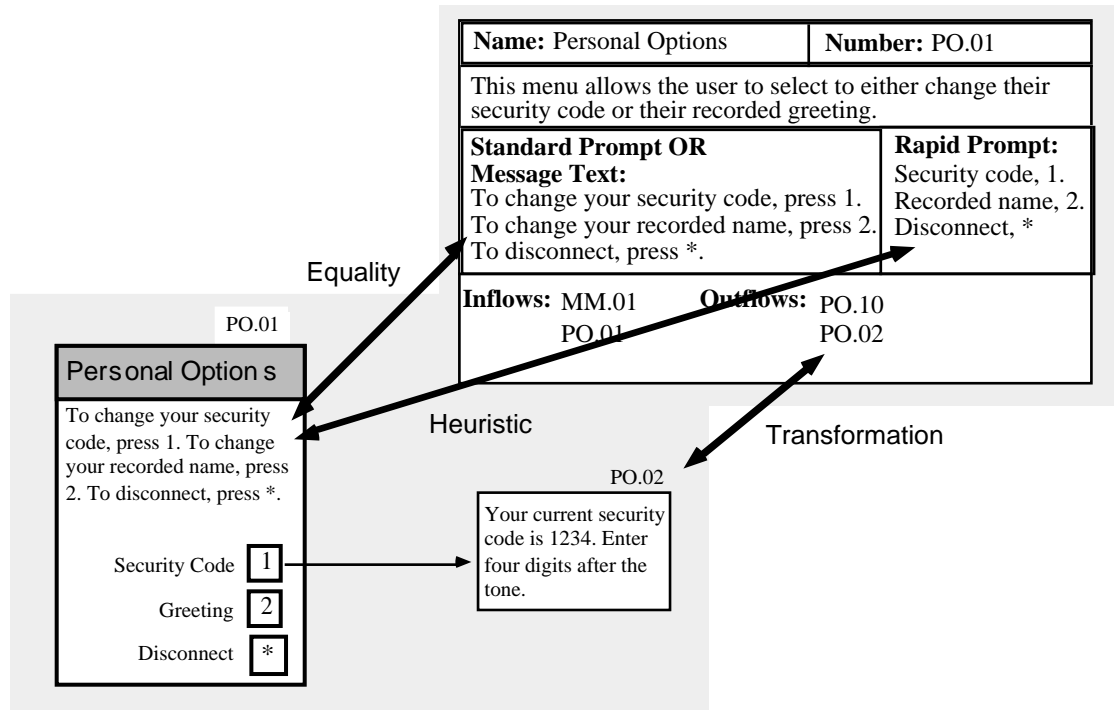 Name: Personal Options
Number: PO.01
This menu allows the user to select to either change their
security code or their recorded greeting.
Standard Prompt OR
Message Text:
To change your security code, press 1.
To change your recorded name, press 2.
To disconnect, press *.
Rapid Prompt:
Security code, 1.
Recorded name, 2.
Disconnect, *
Inflows: MM.01
PO.01
Outflows: PO.10
PO.02
Equality
Heuristic
Transformation
PO.01
Personal Options
To change your security
code, press 1. To change
your recorded name, press
2. To disconnect, press *.
Security Code 1
Greeting 2
Disconnect *
PO.02
Your current security
code is 1234. Enter
four digits after the
tone.